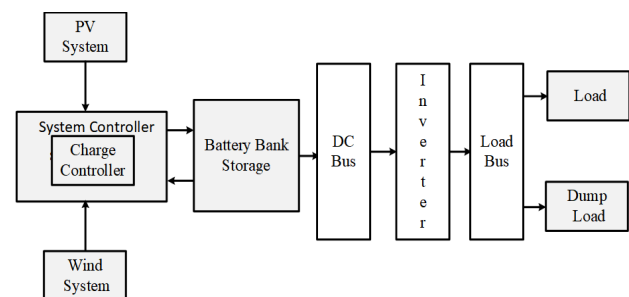 PV
System
System Controller
Charge
Controller
Battery Bank
Storage
DC
Bus
I
n
v
e
r
t
e
r
Load
Bus
Load
Dump
Load
Wind
System